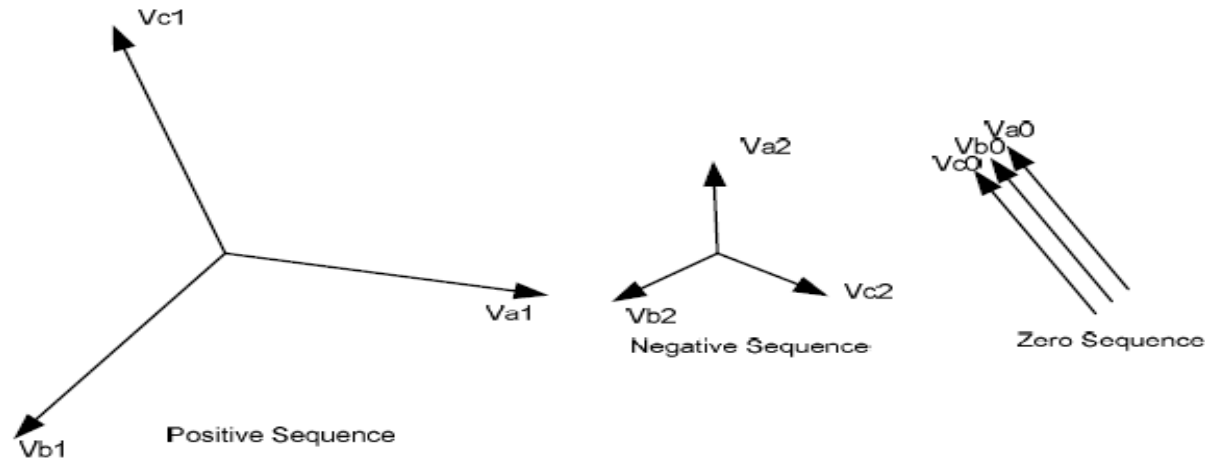 Vc1
Va1
Vb1
Positive Sequence
Va2
Vb2
Vc2
Negative Sequence
Va0
Vb0
Vc0
Zero Sequence